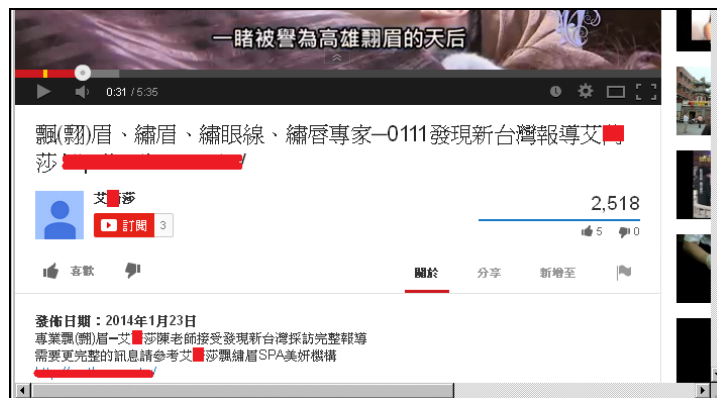 一睹被譽為高雄翾眉的天后
0:31 / 5:35
飄(翾)眉、繡眉、繡眼線、繡唇專家—0111發現新台灣報導艾
莎
艾 莎
訂閱 3
2,518
5 0
喜歡
關於 分享 新增至
發佈日期：2014年1月23日
專業飄(翾)眉—艾 莎陳老師接受發現新台灣採訪完整報導
需要更完整的訊息請參考艾 莎飄繡眉SPA美妍機構